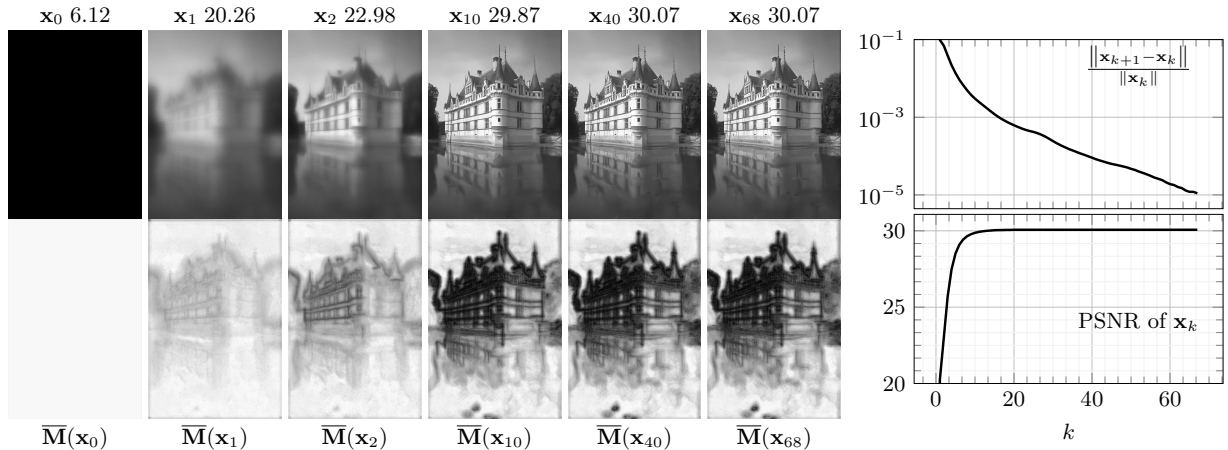 𝐱₀ 6.12
𝐱₁ 20.26
𝐱₂ 22.98
𝐱₁₀ 29.87
𝐱₄₀ 30.07
𝐱₆₈ 30.07
M̅(𝐱₀)
M̅(𝐱₁)
M̅(𝐱₂)
M̅(𝐱₁₀)
M̅(𝐱₄₀)
M̅(𝐱₆₈)
10⁻¹
10⁻³
10⁻⁵
||𝐱ₖ₊₁−𝐱ₖ||
||𝐱ₖ||
30
25
20
PSNR of 𝐱ₖ
0
20
40
60
k